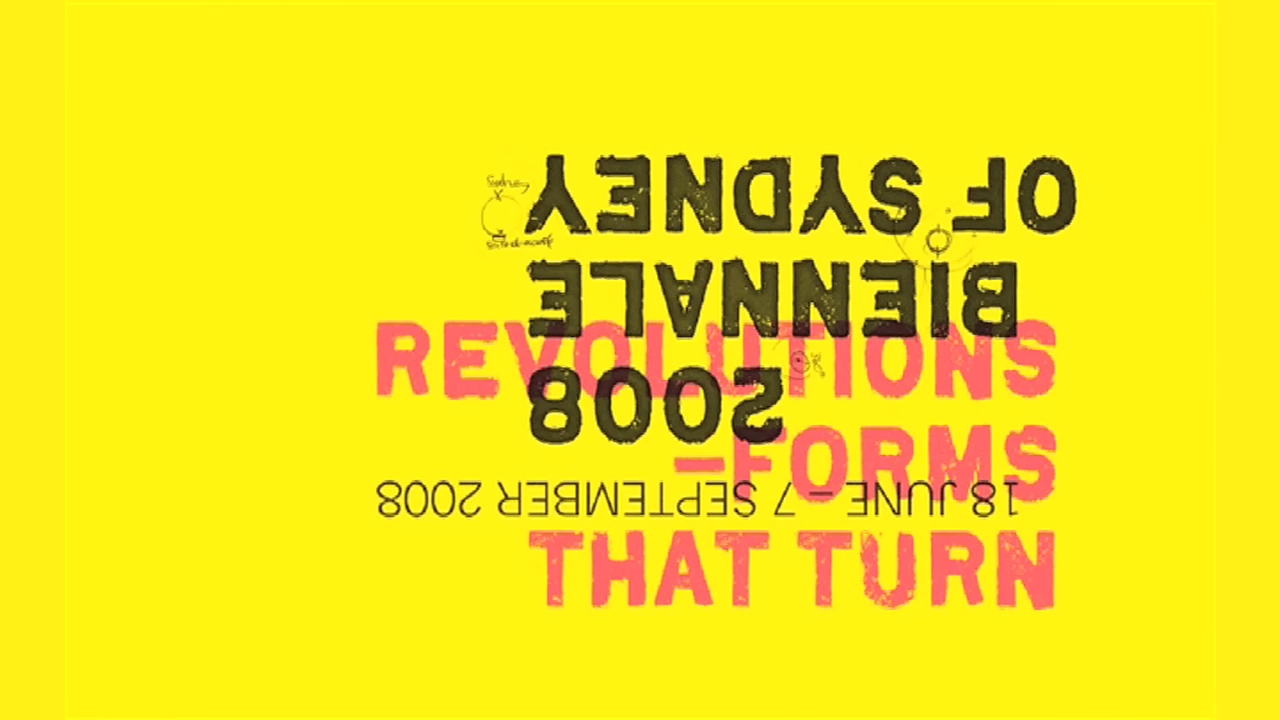 REVOLUTIONS
–FORMS
THAT TURN
18 JUNE – 7 SEPTEMBER 2008
2008
BIENNALE
OF SYDNEY